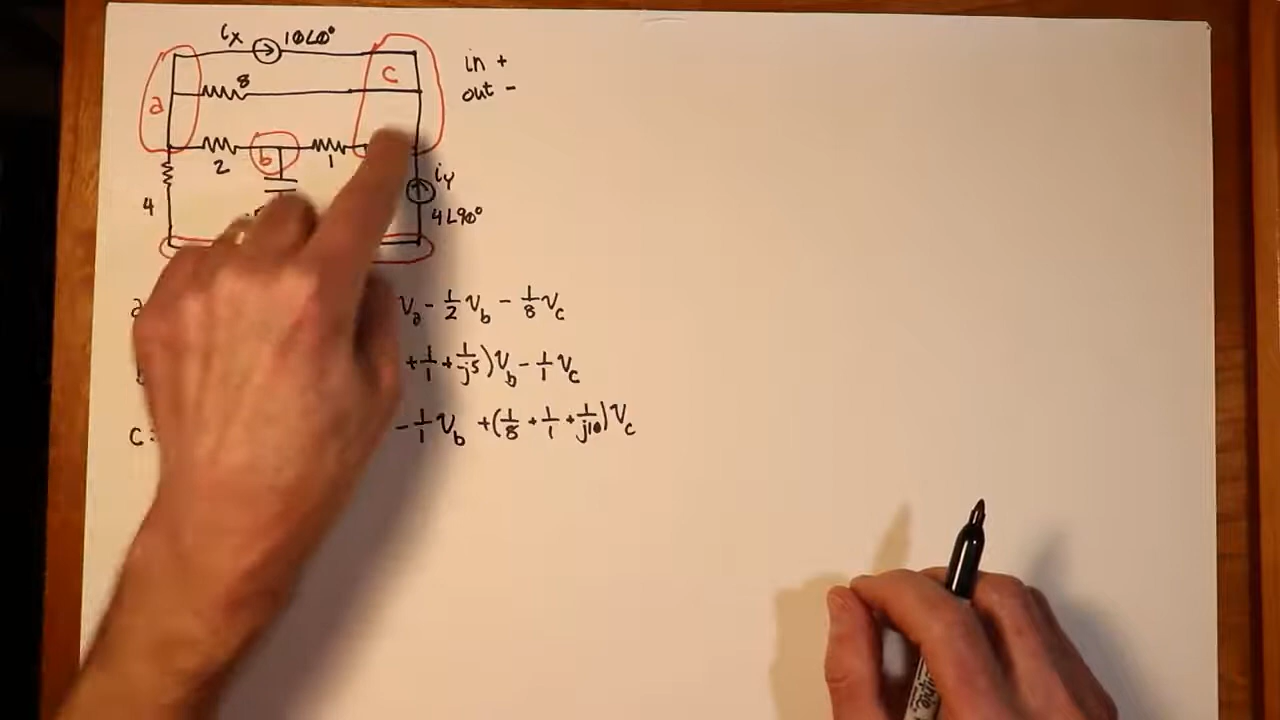 ix 10∠0°
in +
out -
a
8
c
2
b
1
iy
4
4∠90°
Va - 1/2 Vb - 1/8 Vc
+ 1/1 + 1/-j5) Vb - 1/1 Vc
c: - 1/1 Vb + (1/8 + 1/1 + 1/j10) Vc